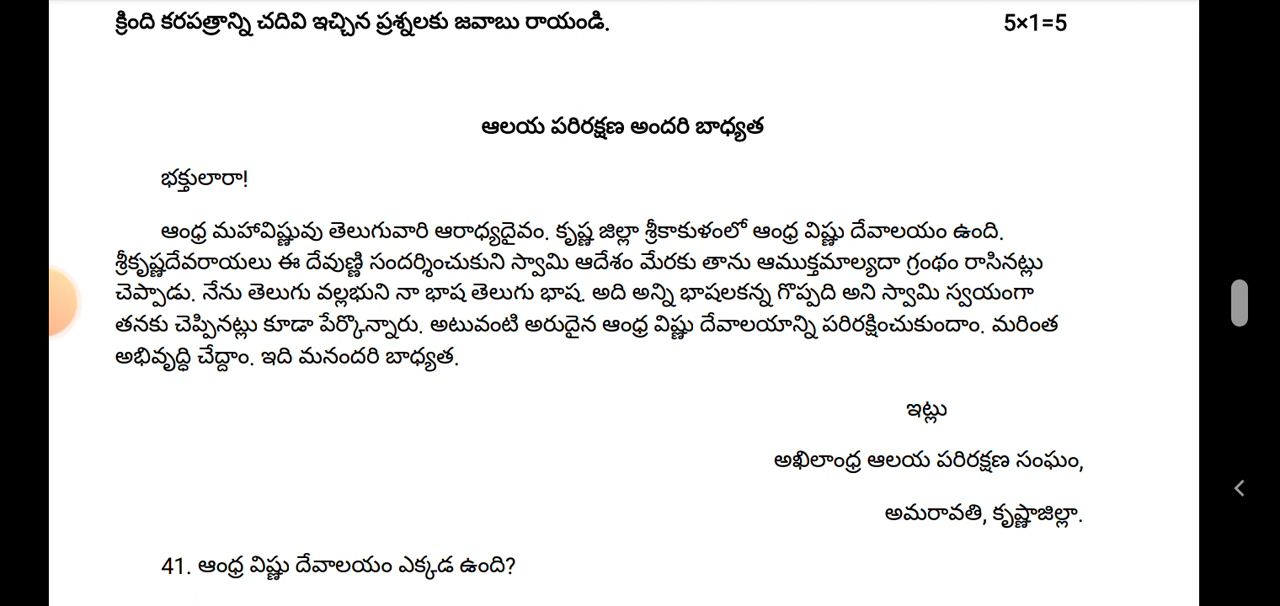 క్రింది కరపత్రాన్ని చదివి ఇచ్చిన ప్రశ్నలకు జవాబు రాయండి. 5×1=5
ఆలయ పరిరక్షణ అందరి బాధ్యత
భక్తులారా!
ఆంధ్ర మహావిష్ణువు తెలుగువారి ఆరాధ్యదైవం. కృష్ణ జిల్లా శ్రీకాకుళంలో ఆంధ్ర విష్ణు దేవాలయం ఉంది.
శ్రీకృష్ణదేవరాయలు ఈ దేవుణ్ణి సందర్శించుకుని స్వామి ఆదేశం మేరకు తాను ఆముక్తమాల్యదా గ్రంథం రాసినట్లు
చెప్పాడు. నేను తెలుగు వల్లభుని నా భాష తెలుగు భాష. అది అన్ని భాషలకన్న గొప్పది అని స్వామి స్వయంగా
తనకు చెప్పినట్లు కూడా పేర్కొన్నారు. అటువంటి అరుదైన ఆంధ్ర విష్ణు దేవాలయాన్ని పరిరక్షించుకుందాం. మరింత
అభివృద్ధి చేద్దాం. ఇది మనందరి బాధ్యత.
ఇట్లు
అఖిలాంధ్ర ఆలయ పరిరక్షణ సంఘం,
అమరావతి, కృష్ణాజిల్లా.
41. ఆంధ్ర విష్ణు దేవాలయం ఎక్కడ ఉంది?